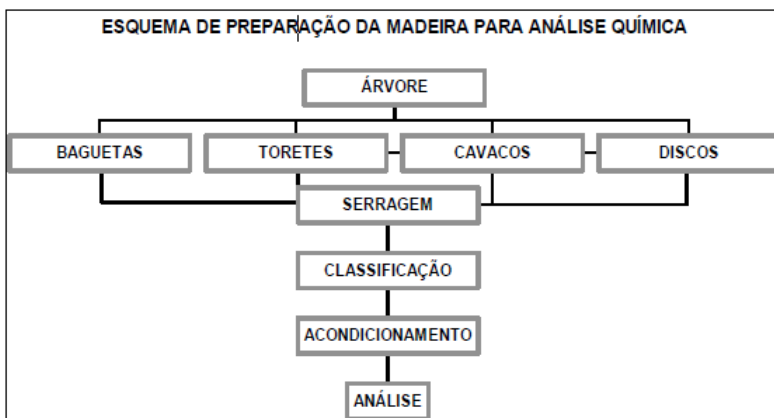 ESQUEMA DE PREPARAÇÃO DA MADEIRA PARA ANÁLISE QUÍMICA
ÁRVORE
BAGUETAS TORETES CAVACOS DISCOS
SERRAGEM
CLASSIFICAÇÃO
ACONDICIONAMENTO
ANÁLISE